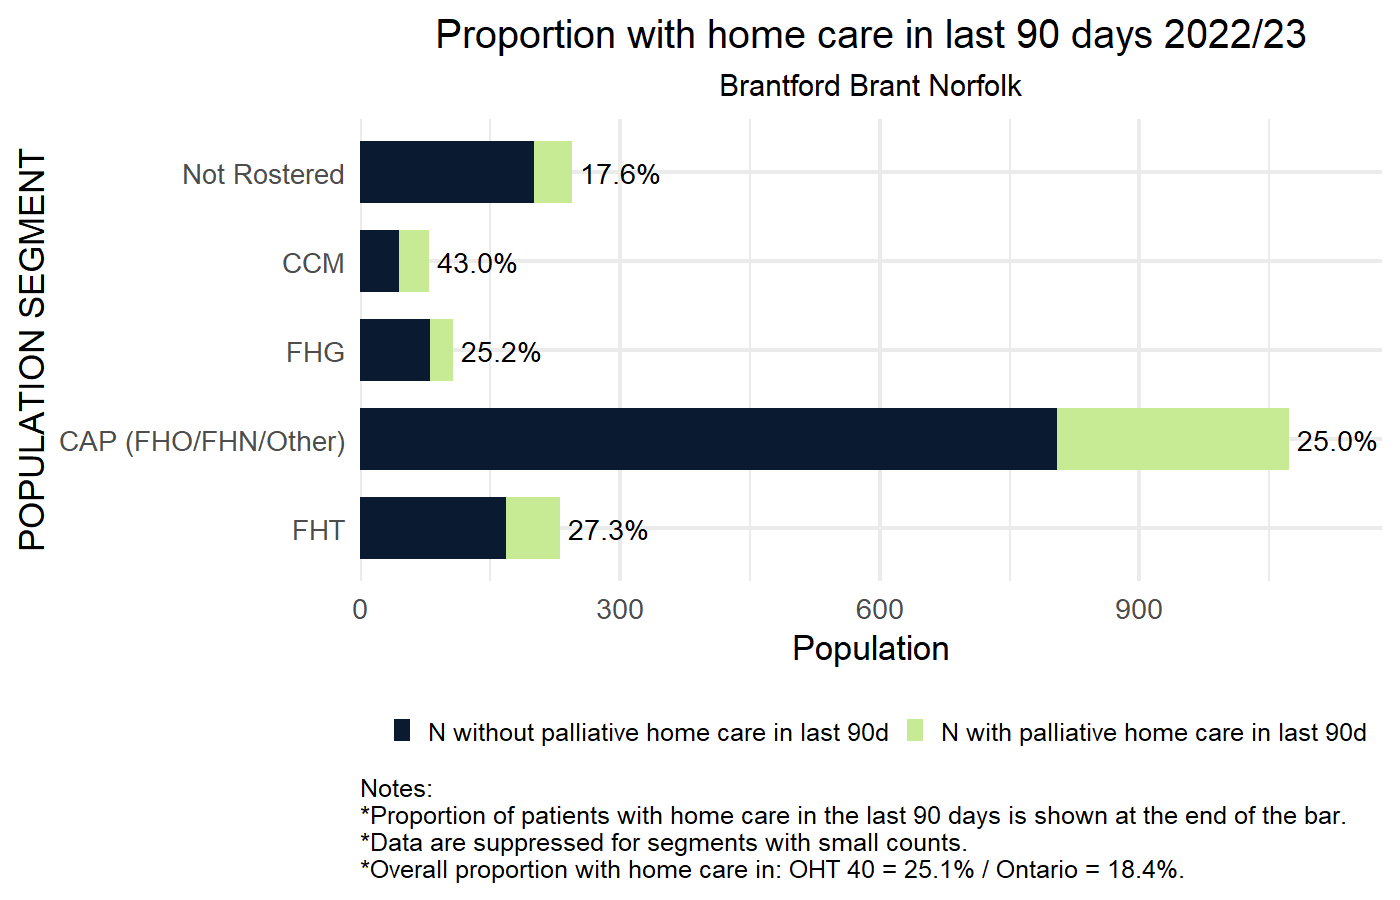 Proportion with home care in last 90 days 2022/23
Brantford Brant Norfolk
POPULATION SEGMENT
Not Rostered
17.6%
CCM
43.0%
FHG
25.2%
CAP (FHO/FHN/Other)
25.0%
FHT
27.3%
0 300 600 900
Population
N without palliative home care in last 90d N with palliative home care in last 90d
Notes:
*Proportion of patients with home care in the last 90 days is shown at the end of the bar.
*Data are suppressed for segments with small counts.
*Overall proportion with home care in: OHT 40 = 25.1% / Ontario = 18.4%.